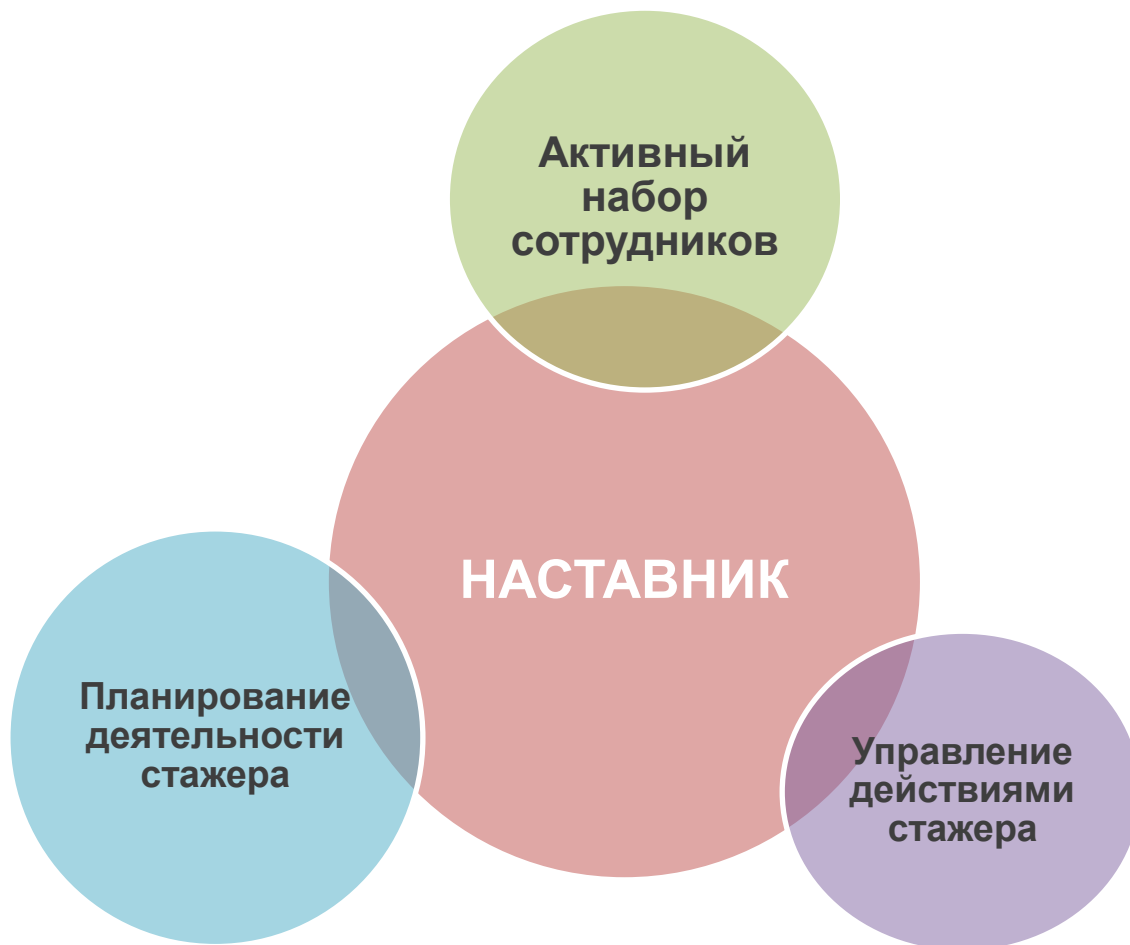 Активный
набор
сотрудников
НАСТАВНИК
Планирование
деятельности
стажера
Управление
действиями
стажера